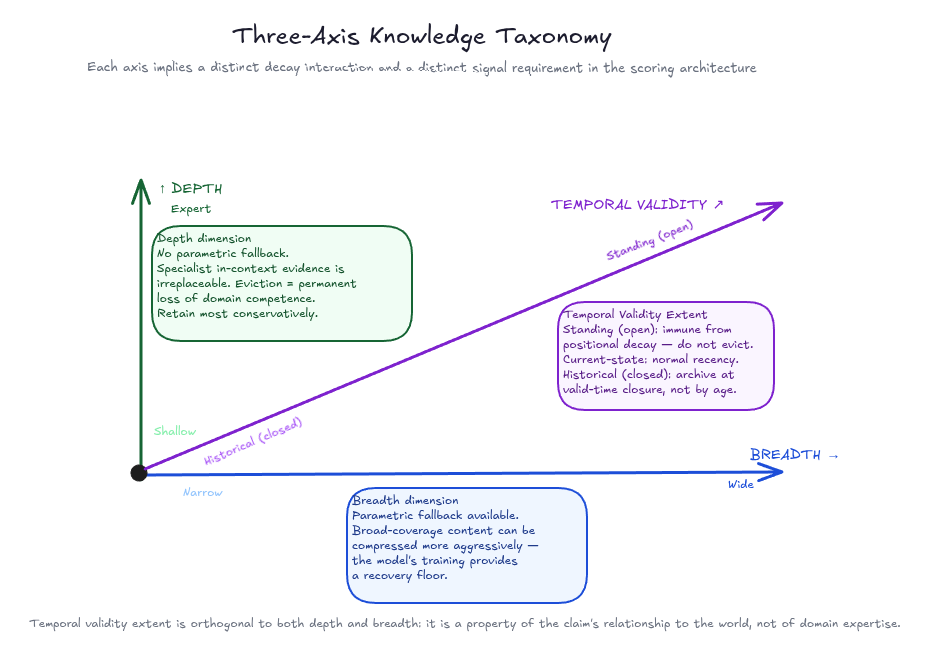 Three-Axis Knowledge Taxonomy
Each axis implies a distinct decay interaction and a distinct signal requirement in the scoring architecture
↑ DEPTH
Expert
TEMPORAL VALIDITY ↗
Standing (open)
Depth dimension
No parametric fallback.
Specialist in-context evidence is
irreplaceable. Eviction = permanent
loss of domain competence.
Retain most conservatively.
Temporal Validity Extent
Standing (open): immune from
positional decay — do not evict.
Current-state: normal recency.
Historical (closed): archive at
valid-time closure, not by age.
Shallow
Historical (closed)
BREADTH →
Wide
Narrow
Breadth dimension
Parametric fallback available.
Broad-coverage content can be
compressed more aggressively —
the model's training provides
a recovery floor.
Temporal validity extent is orthogonal to both depth and breadth: it is a property of the claim's relationship to the world, not of domain expertise.